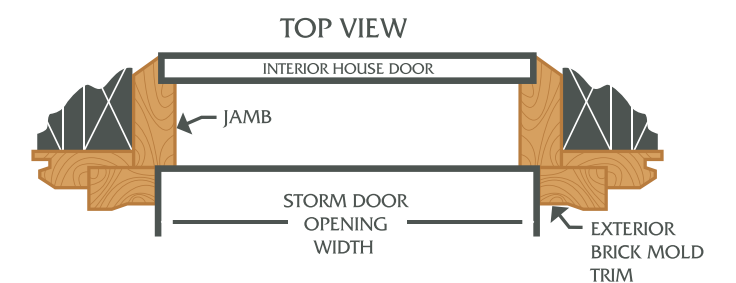 TOP VIEW
INTERIOR HOUSE DOOR
JAMB
STORM DOOR
OPENING
WIDTH
EXTERIOR
BRICK MOLD
TRIM